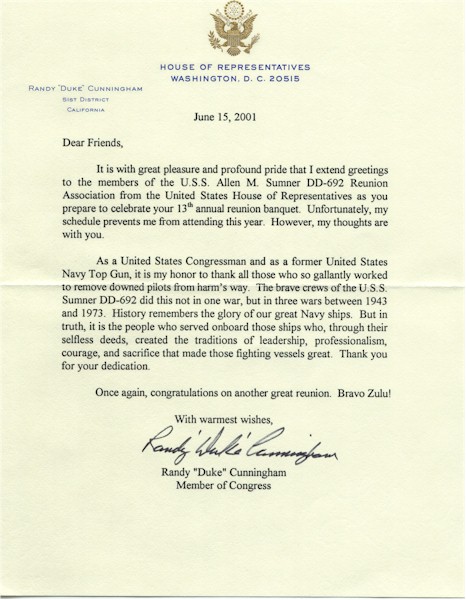 HOUSE OF REPRESENTATIVES
WASHINGTON, D. C. 20515
RANDY "DUKE" CUNNINGHAM
51ST DISTRICT
CALIFORNIA
June 15, 2001
Dear Friends,
It is with great pleasure and profound pride that I extend greetings
to the members of the U.S.S. Allen M. Sumner DD-692 Reunion
Association from the United States House of Representatives as you
prepare to celebrate your 13th annual reunion banquet. Unfortunately, my
schedule prevents me from attending this year. However, my thoughts are
with you.
As a United States Congressman and as a former United States
Navy Top Gun, it is my honor to thank all those who so gallantly worked
to remove downed pilots from harm's way. The brave crews of the U.S.S.
Sumner DD-692 did this not in one war, but in three wars between 1943
and 1973. History remembers the glory of our great Navy ships. But in
truth, it is the people who served onboard those ships who, through their
selfless deeds, created the traditions of leadership, professionalism,
courage, and sacrifice that made those fighting vessels great. Thank you
for your dedication.
Once again, congratulations on another great reunion. Bravo Zulu!
With warmest wishes,
Randy "Duke" Cunningham
Randy "Duke" Cunningham
Member of Congress